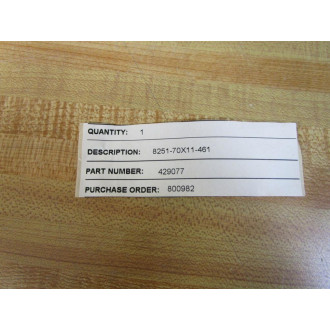 QUANTITY: 1
DESCRIPTION: 8251-70X11-461
PART NUMBER: 429077
PURCHASE ORDER: 800982